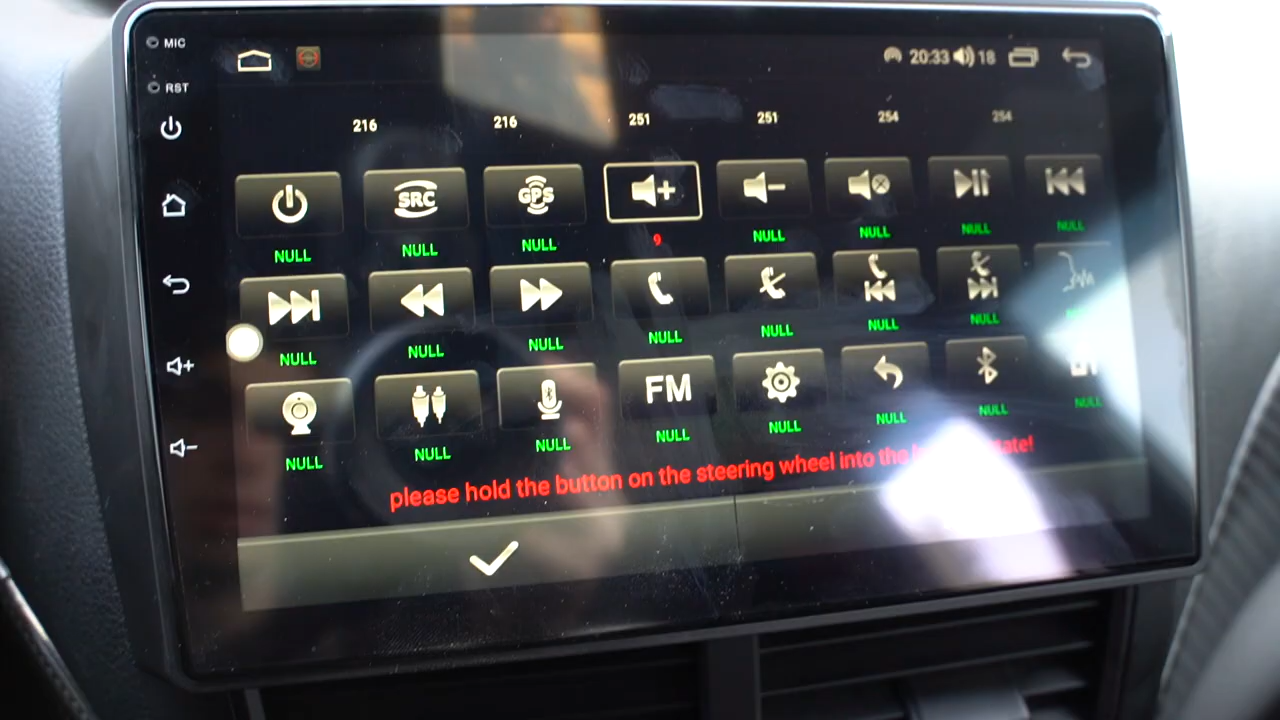 MIC
20:33 18
RST
216 216 251 251 254 254
SRC GPS
NULL NULL NULL 9 NULL NULL NULL NULL
NULL NULL NULL NULL NULL NULL NULL
FM
NULL NULL NULL NULL NULL NULL NULL NULL
please hold the button on the steering wheel into the